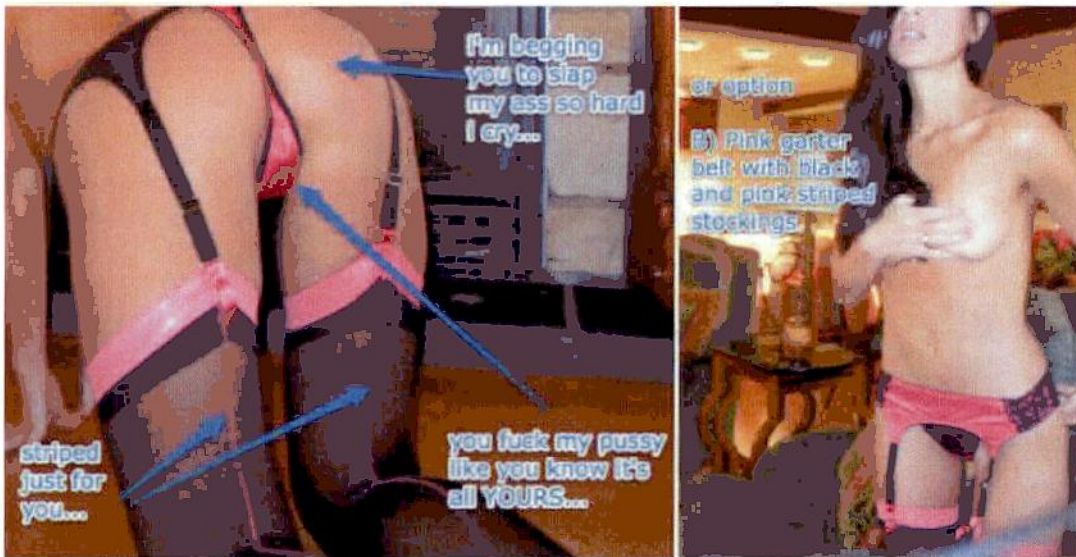 i'm begging
you to slap
my ass so hard
i cry...
striped
just for
you...
you fuck my pussy
like you know it's
all YOURS...
or option
B) Pink garter
belt with black
and pink striped
stockings